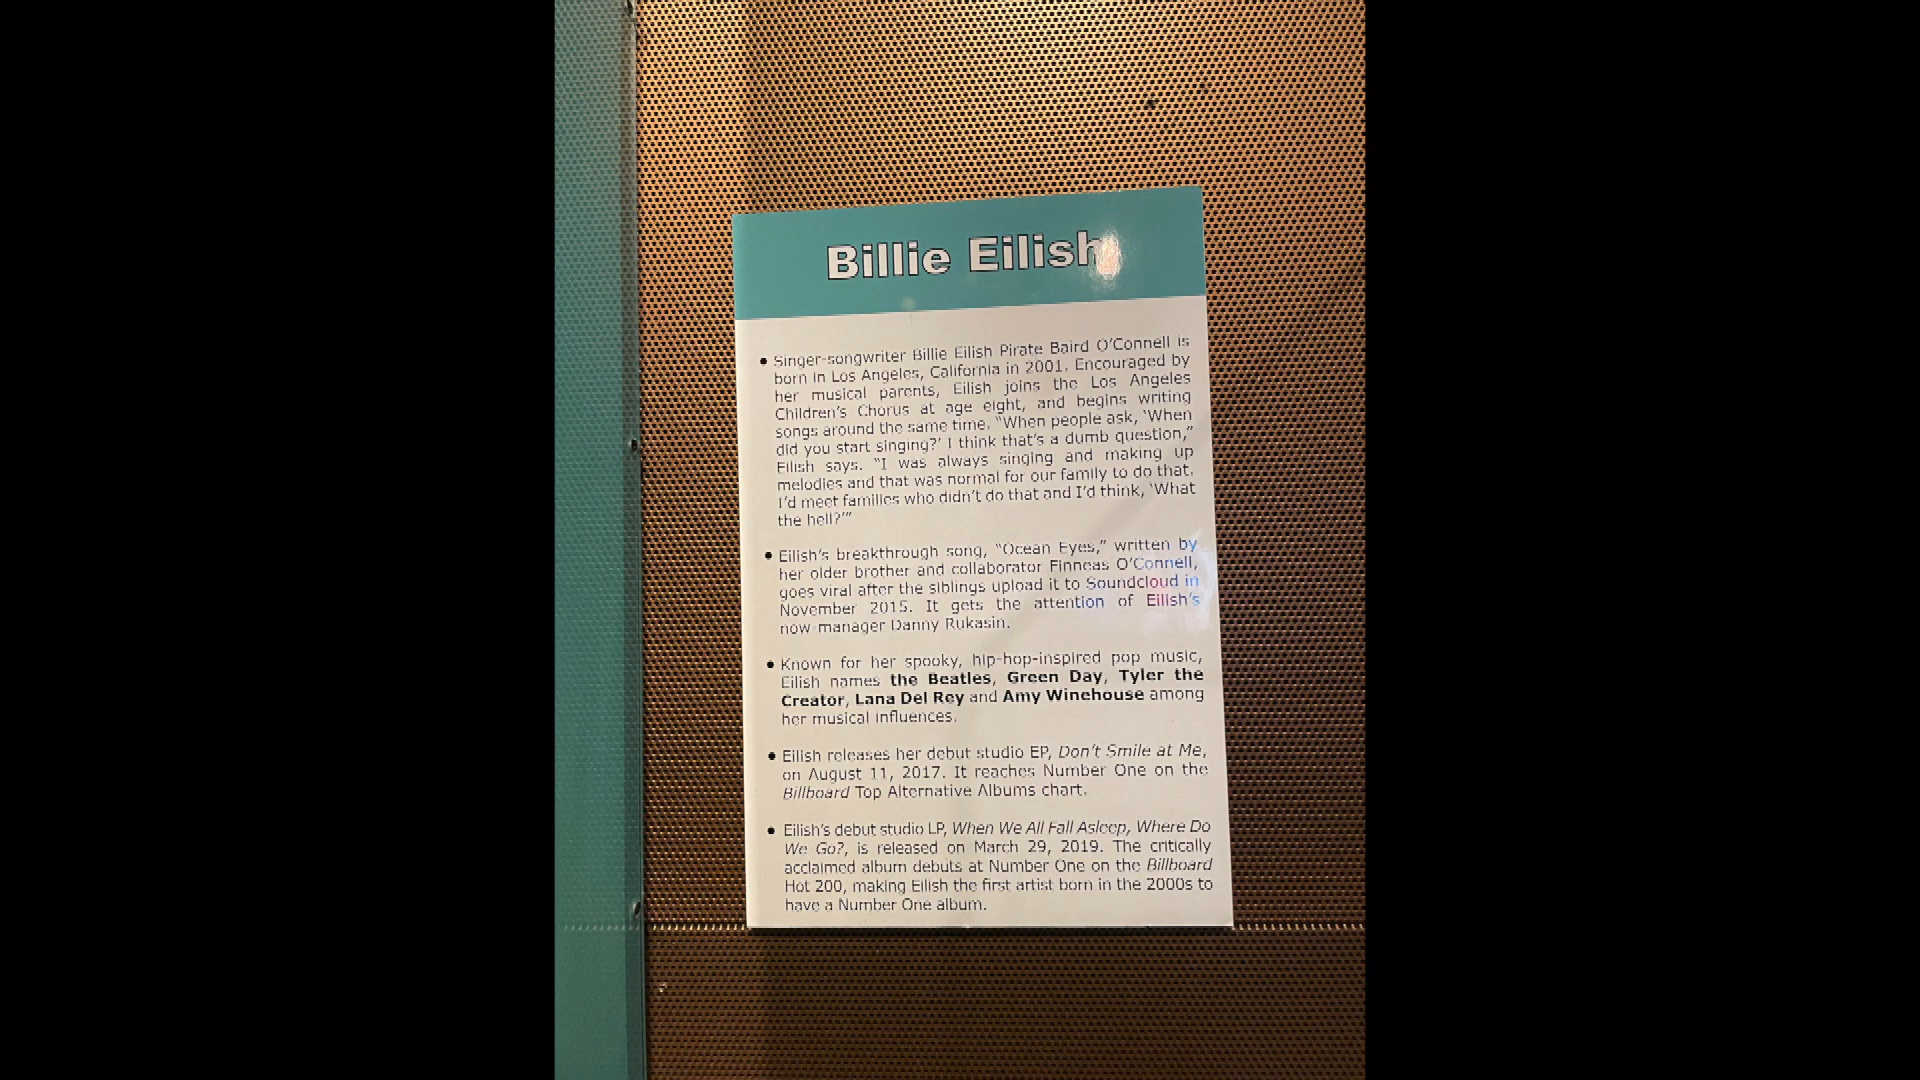 Billie Eilish
• Singer-songwriter Billie Eilish Pirate Baird O'Connell is
born in Los Angeles, California in 2001. Encouraged by
her musical parents, Eilish joins the Los Angeles
Children's Chorus at age eight, and begins writing
songs around the same time. "When people ask, 'When
did you start singing?' I think that's a dumb question,"
Eilish says. "I was always singing and making up
melodies and that was normal for our family to do that.
I'd meet families who didn't do that and I'd think, 'What
the hell?'"
• Eilish's breakthrough song, "Ocean Eyes," written by
her older brother and collaborator Finneas O'Connell,
goes viral after the siblings upload it to Soundcloud in
November 2015. It gets the attention of Eilish's
now-manager Danny Rukasin.
• Known for her spooky, hip-hop-inspired pop music,
Eilish names the Beatles, Green Day, Tyler the
Creator, Lana Del Rey and Amy Winehouse among
her musical influences.
• Eilish releases her debut studio EP, Don't Smile at Me,
on August 11, 2017. It reaches Number One on the
Billboard Top Alternative Albums chart.
• Eilish's debut studio LP, When We All Fall Asleep, Where Do
We Go?, is released on March 29, 2019. The critically
acclaimed album debuts at Number One on the Billboard
Hot 200, making Eilish the first artist born in the 2000s to
have a Number One album.